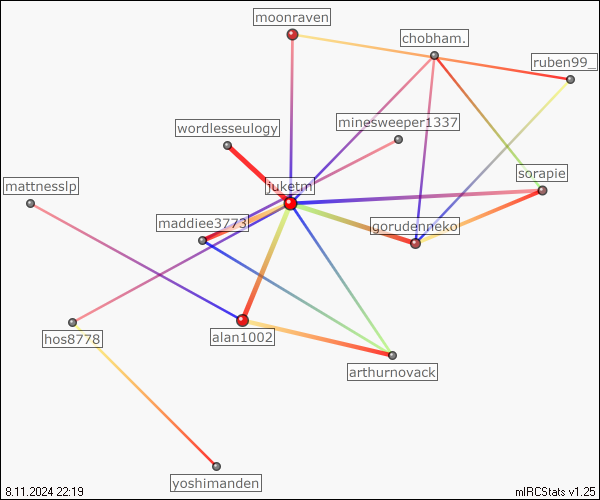 moonraven
chobham.
ruben99_
wordlesseulogy
minesweeper1337
mattnesslp
juketm
sorapie
maddiee3773
gorudenneko
hos8778
alan1002
arthurnovack
yoshimanden
8.11.2024 22:19
mIRCStats v1.25